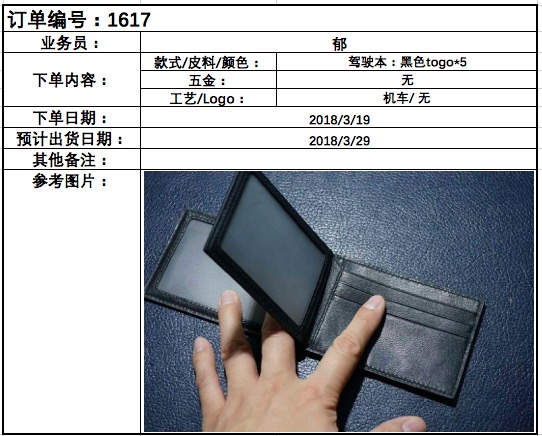 订单编号：1617
业务员： 郁
下单内容： 款式/皮料/颜色： 驾驶本：黑色togo*5
五金： 无
工艺/Logo： 机车/ 无
下单日期： 2018/3/19
预计出货日期： 2018/3/29
其他备注：
参考图片：